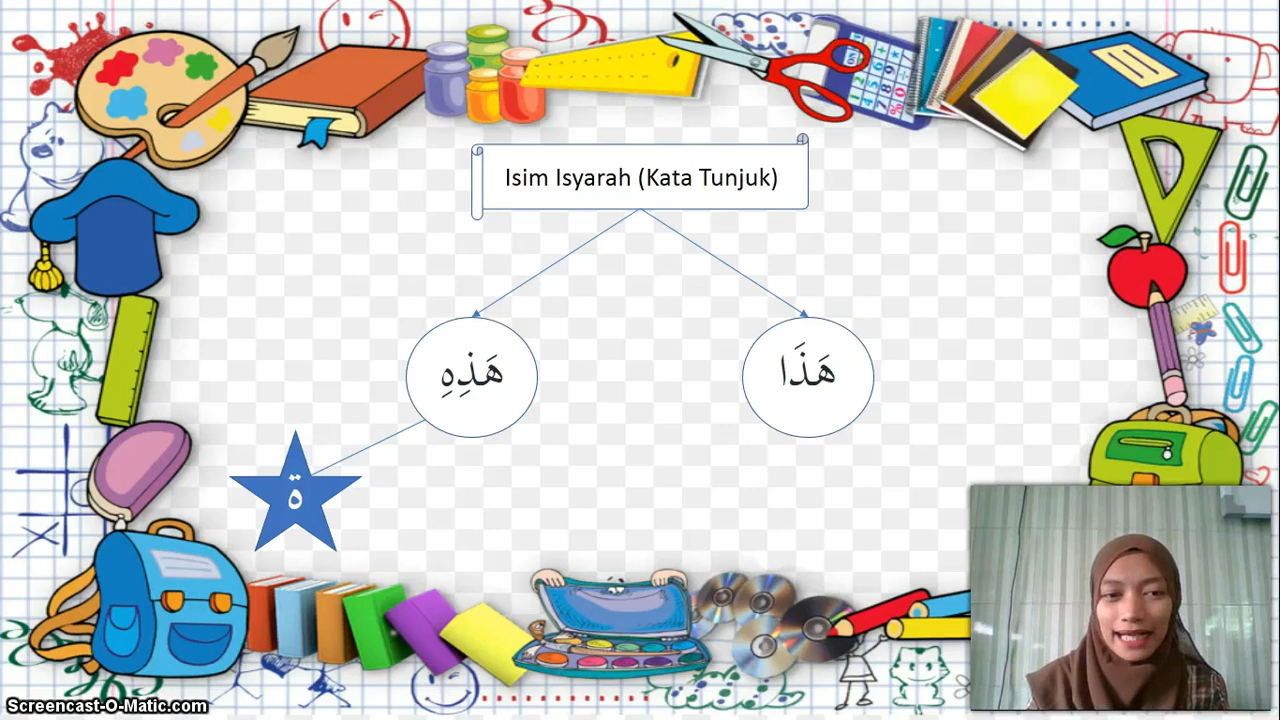 Isim Isyarah (Kata Tunjuk)
هَذِهِ
هَذَا
ة
Screencast-O-Matic.com